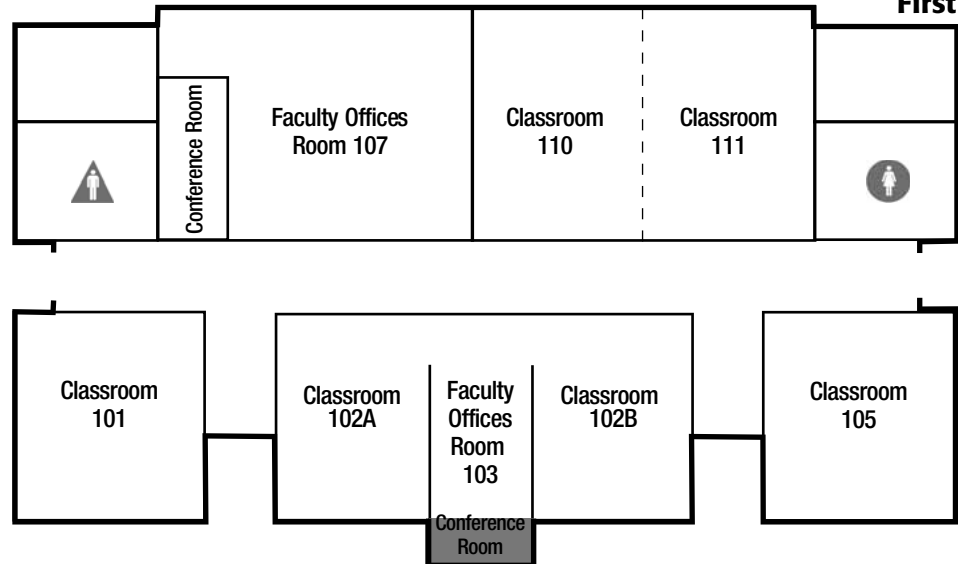 First
Conference Room
Faculty Offices
Room 107
Classroom
110
Classroom
111
Classroom
101
Classroom
102A
Faculty
Offices
Room
103
Classroom
102B
Classroom
105
Conference
Room